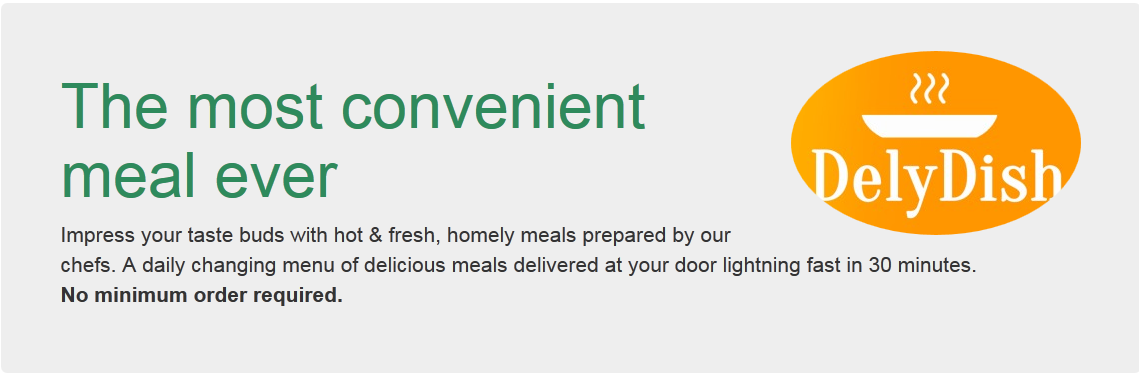 The most convenient
meal ever
DelyDish
Impress your taste buds with hot & fresh, homely meals prepared by our
chefs. A daily changing menu of delicious meals delivered at your door lightning fast in 30 minutes.
No minimum order required.